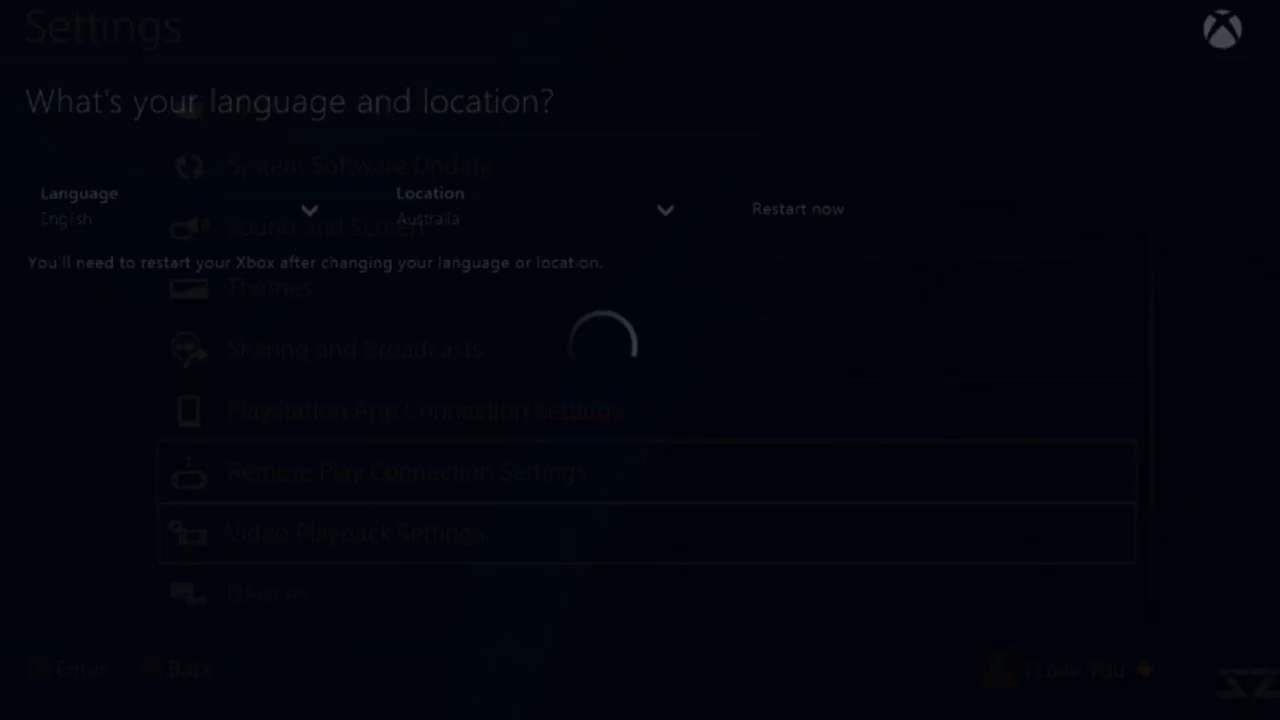 Settings
What's your language and location?
System Software Update
Language
English
Location
Australia
Restart now
Sound and Screen
You'll need to restart your Xbox after changing your language or location.
Themes
Sharing and Broadcasts
PlayStation App Connection Settings
Remote Play Connection Settings
Video Playback Settings
Devices
Enter
Back
I Love You